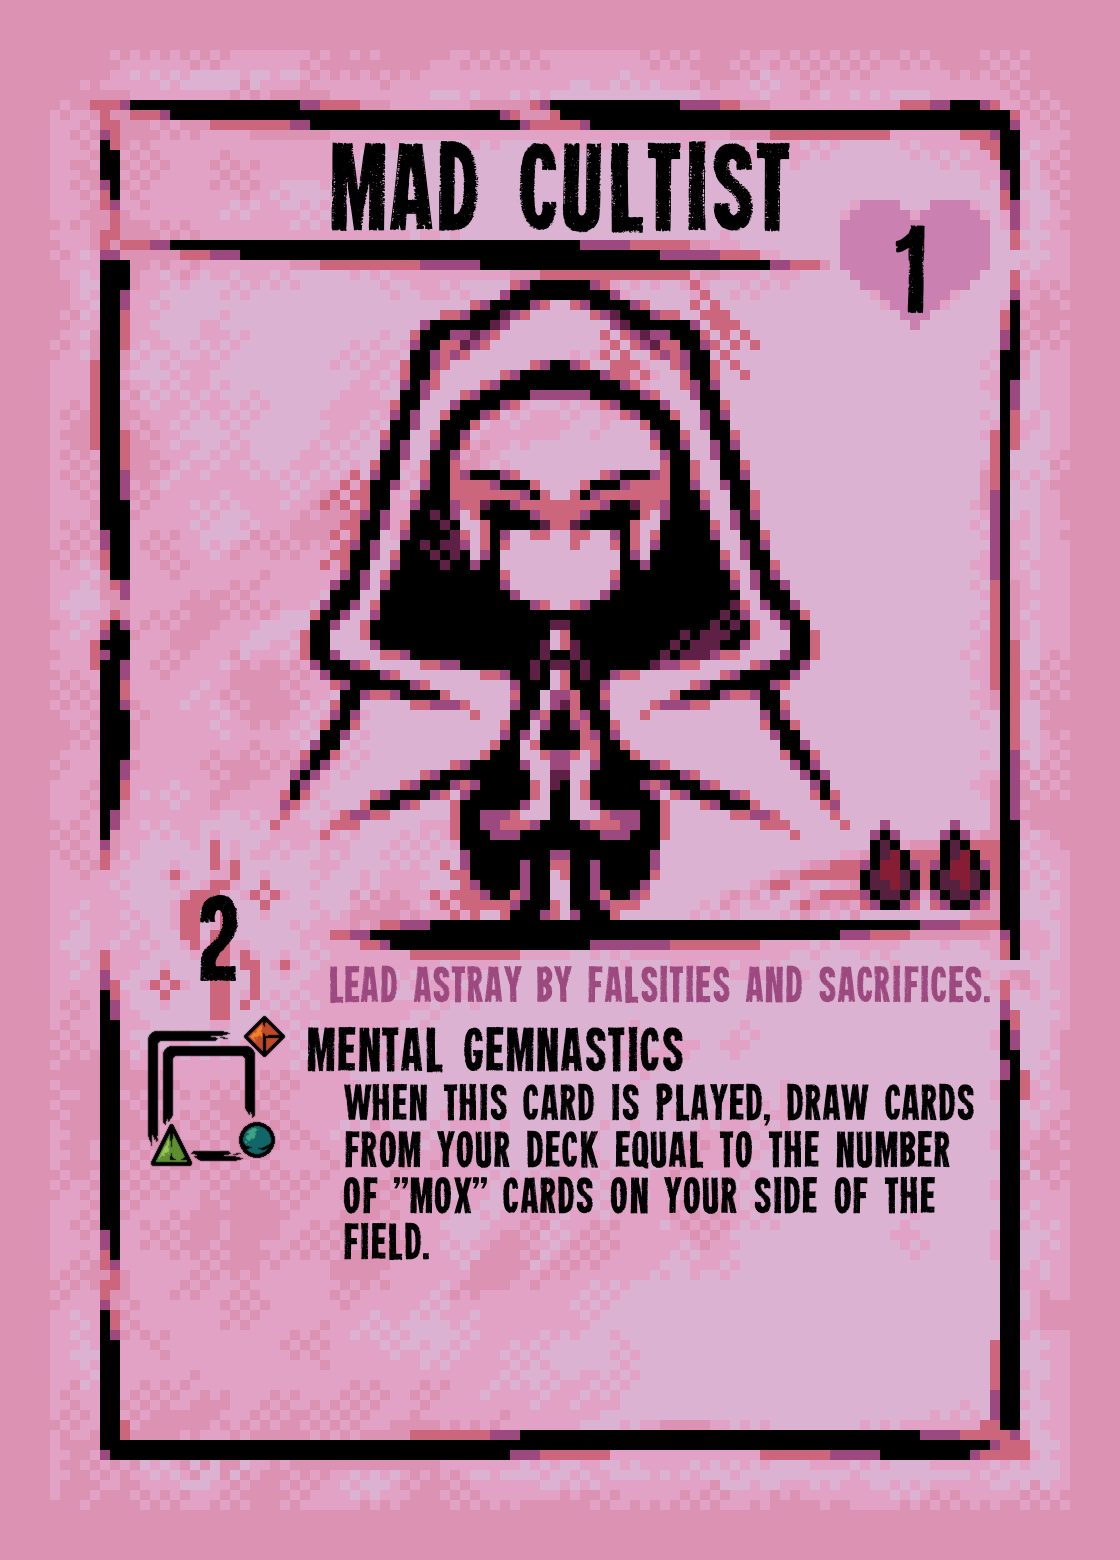 MAD CULTIST
1
2
LEAD ASTRAY BY FALSITIES AND SACRIFICES.
MENTAL GEMNASTICS
WHEN THIS CARD IS PLAYED, DRAW CARDS
FROM YOUR DECK EQUAL TO THE NUMBER
OF "MOX" CARDS ON YOUR SIDE OF THE
FIELD.